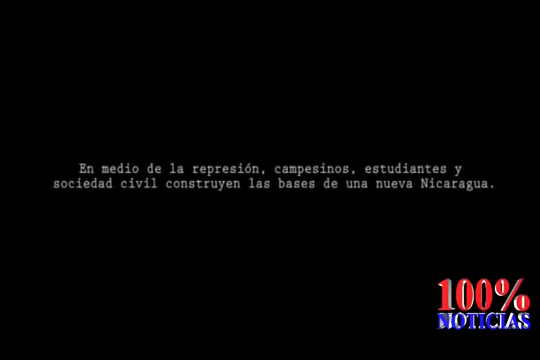 En medio de la represión, campesinos, estudiantes y
sociedad civil construyen las bases de una nueva Nicaragua.
100%
NOTICIAS